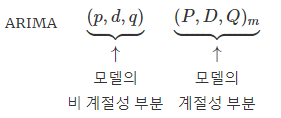 ARIMA (p, d, q) (P, D, Q)m
↑ ↑
모델의 모델의
비 계절성 부분 계절성 부분